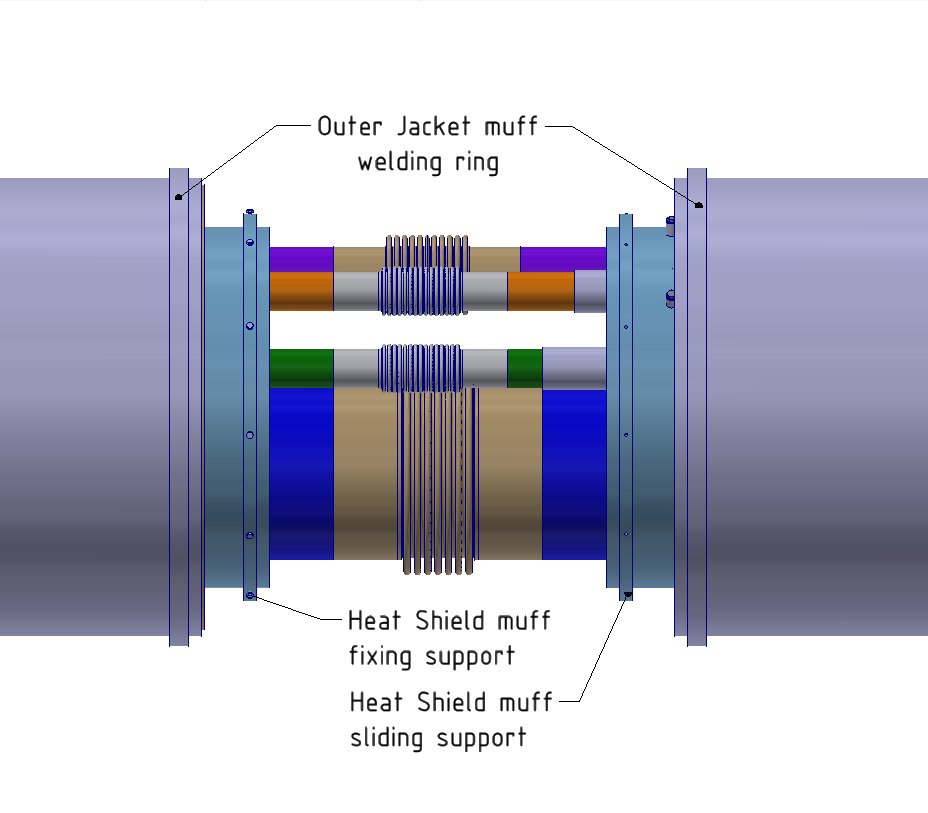 Outer Jacket muff
welding ring
Heat Shield muff
fixing support
Heat Shield muff
sliding support